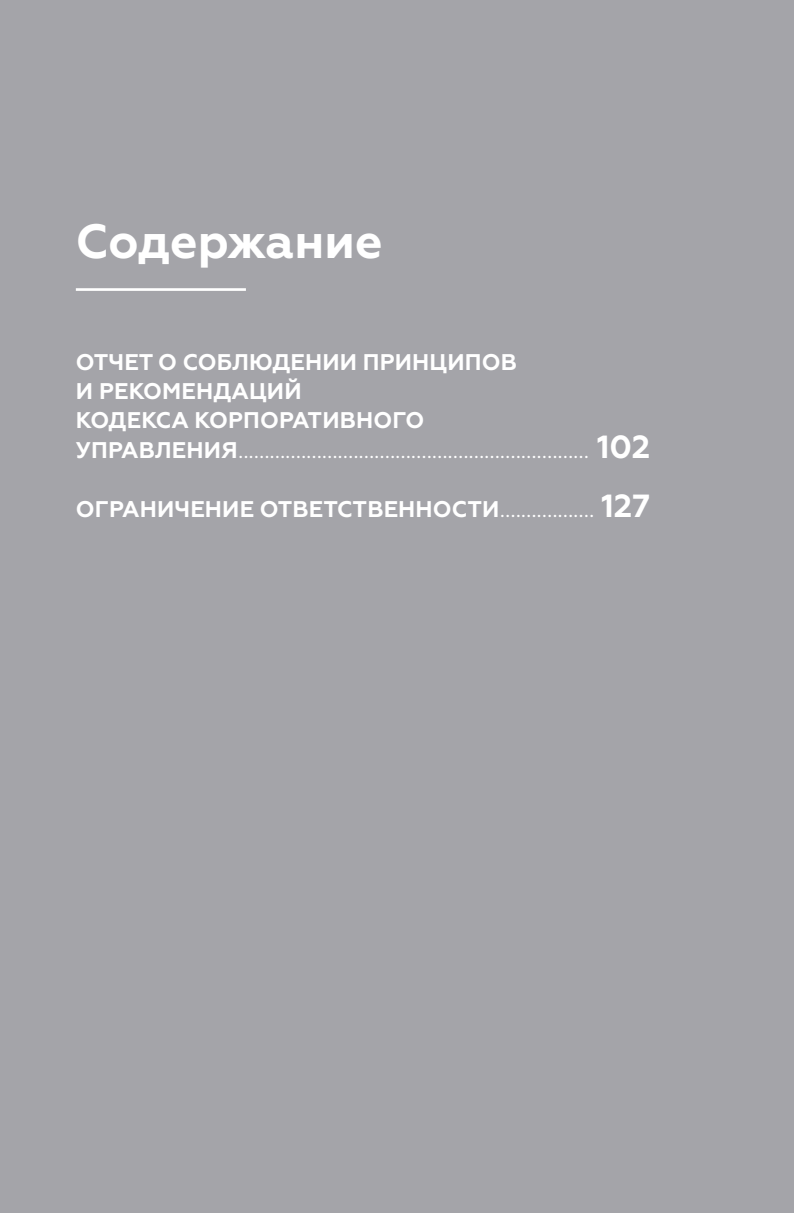 Содержание
ОТЧЕТ О СОБЛЮДЕНИИ ПРИНЦИПОВ
И РЕКОМЕНДАЦИЙ
КОДЕКСА КОРПОРАТИВНОГО
УПРАВЛЕНИЯ................................................................... 102
ОГРАНИЧЕНИЕ ОТВЕТСТВЕННОСТИ.................. 127